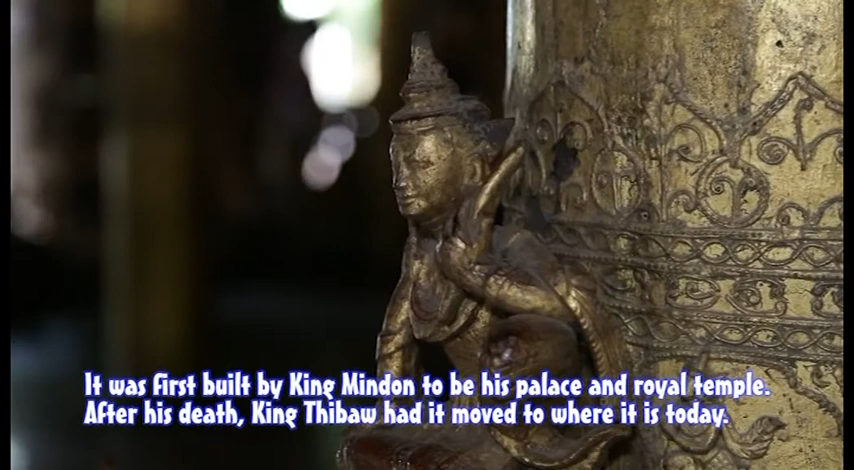 It was first built by King Mindon to be his palace and royal temple.
After his death, King Thibaw had it moved to where it is today.